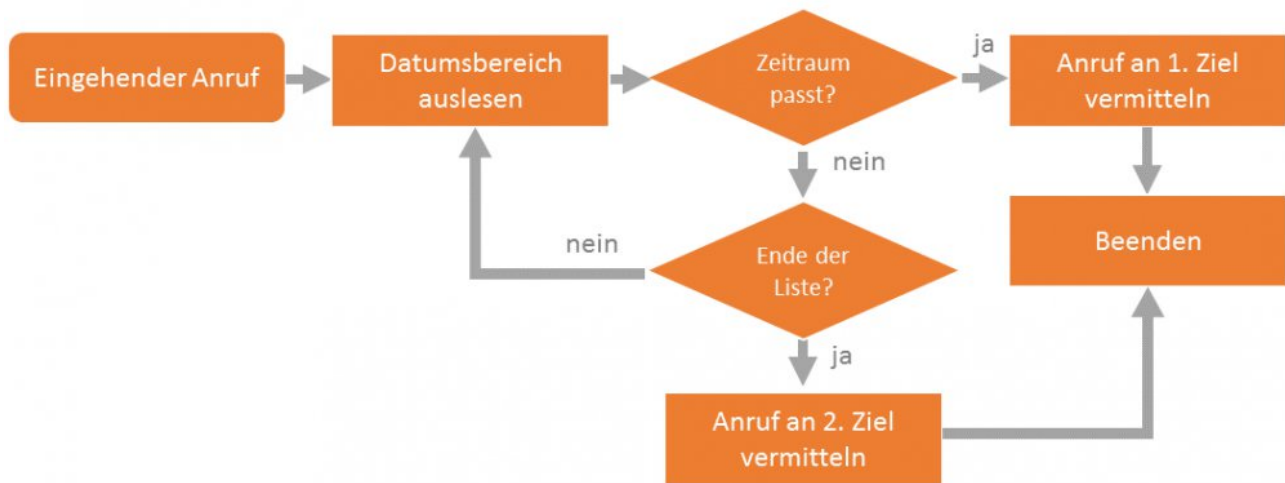 Eingehender Anruf
Datumsbereich
auslesen
Zeitraum
passt?
ja
Anruf an 1. Ziel
vermitteln
nein
nein
Ende der
Liste?
Beenden
ja
Anruf an 2. Ziel
vermitteln